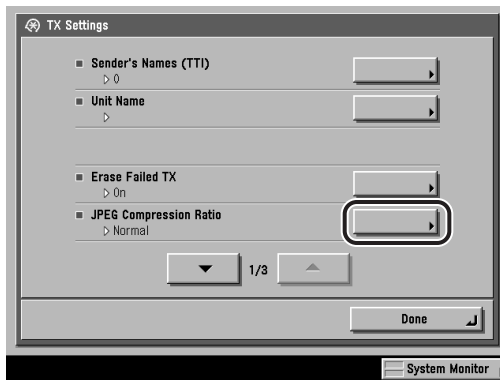 TX Settings
Sender's Names (TTI)
0
Unit Name
Erase Failed TX
On
JPEG Compression Ratio
Normal
1/3
Done
System Monitor